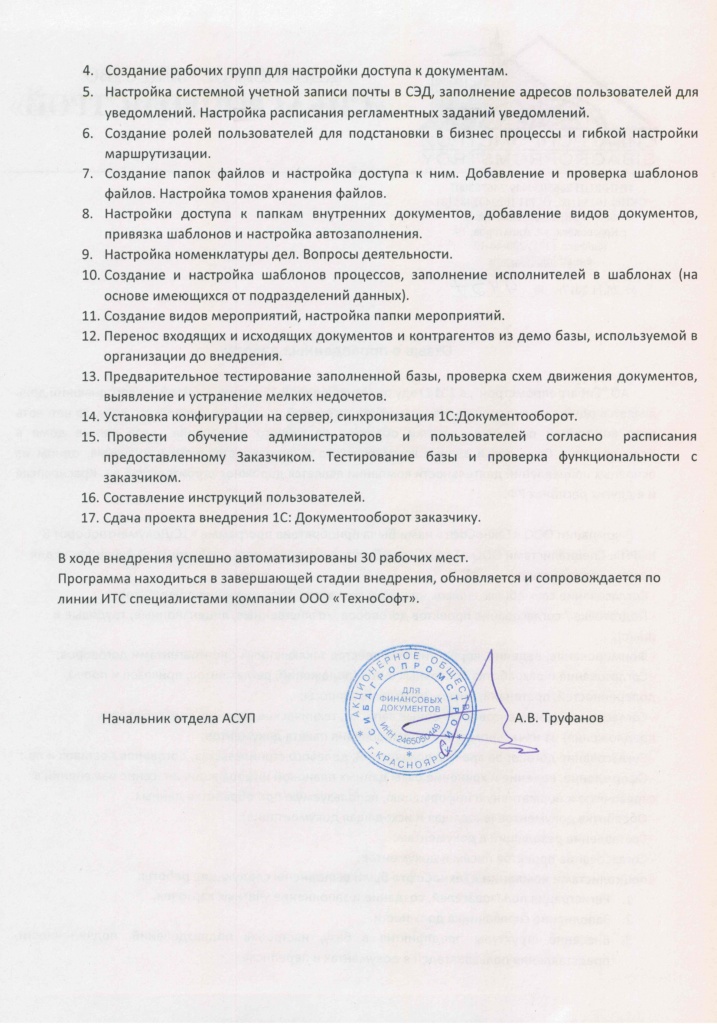 4. Создание рабочих групп для настройки доступа к документам.
5. Настройка системной учетной записи почты в СЭД, заполнение адресов пользователей для
уведомлений. Настройка расписания регламентных заданий уведомлений.
6. Создание ролей пользователей для подстановки в бизнес процессы и гибкой настройки
маршрутизации.
7. Создание папок файлов и настройка доступа к ним. Добавление и проверка шаблонов
файлов. Настройка томов хранения файлов.
8. Настройки доступа к папкам внутренних документов, добавление видов документов,
привязка шаблонов и настройка автозаполнения.
9. Настройка номенклатуры дел. Вопросы деятельности.
10. Создание и настройка шаблонов процессов, заполнение исполнителей в шаблонах (на
основе имеющихся от подразделений данных).
11. Создание видов мероприятий, настройка папки мероприятий.
12. Перенос входящих и исходящих документов и контрагентов из демо базы, используемой в
организации до внедрения.
13. Предварительное тестирование заполненной базы, проверка схем движения документов,
выявление и устранение мелких недочетов.
14. Установка конфигурации на сервер, синхронизация 1С:Документооборот.
15. Провести обучение администраторов и пользователей согласно расписания
предоставленному Заказчиком. Тестирование базы и проверка функциональности с
заказчиком.
16. Составление инструкций пользователей.
17. Сдача проекта внедрения 1С: Документооборот заказчику.
В ходе внедрения успешно автоматизированы 30 рабочих мест.
Программа находиться в завершающей стадии внедрения, обновляется и сопровождается по
линии ИТС специалистами компании ООО «ТехноСофт».
АКЦИОНЕРНОЕ ОБЩЕСТВО
СИБАГРОПРОМСТРОЙ
ДЛЯ
ФИНАНСОВЫХ
ДОКУМЕНТОВ
ИНН 2465080449
г.КРАСНОЯРСК
Начальник отдела АСУП А.В. Труфанов